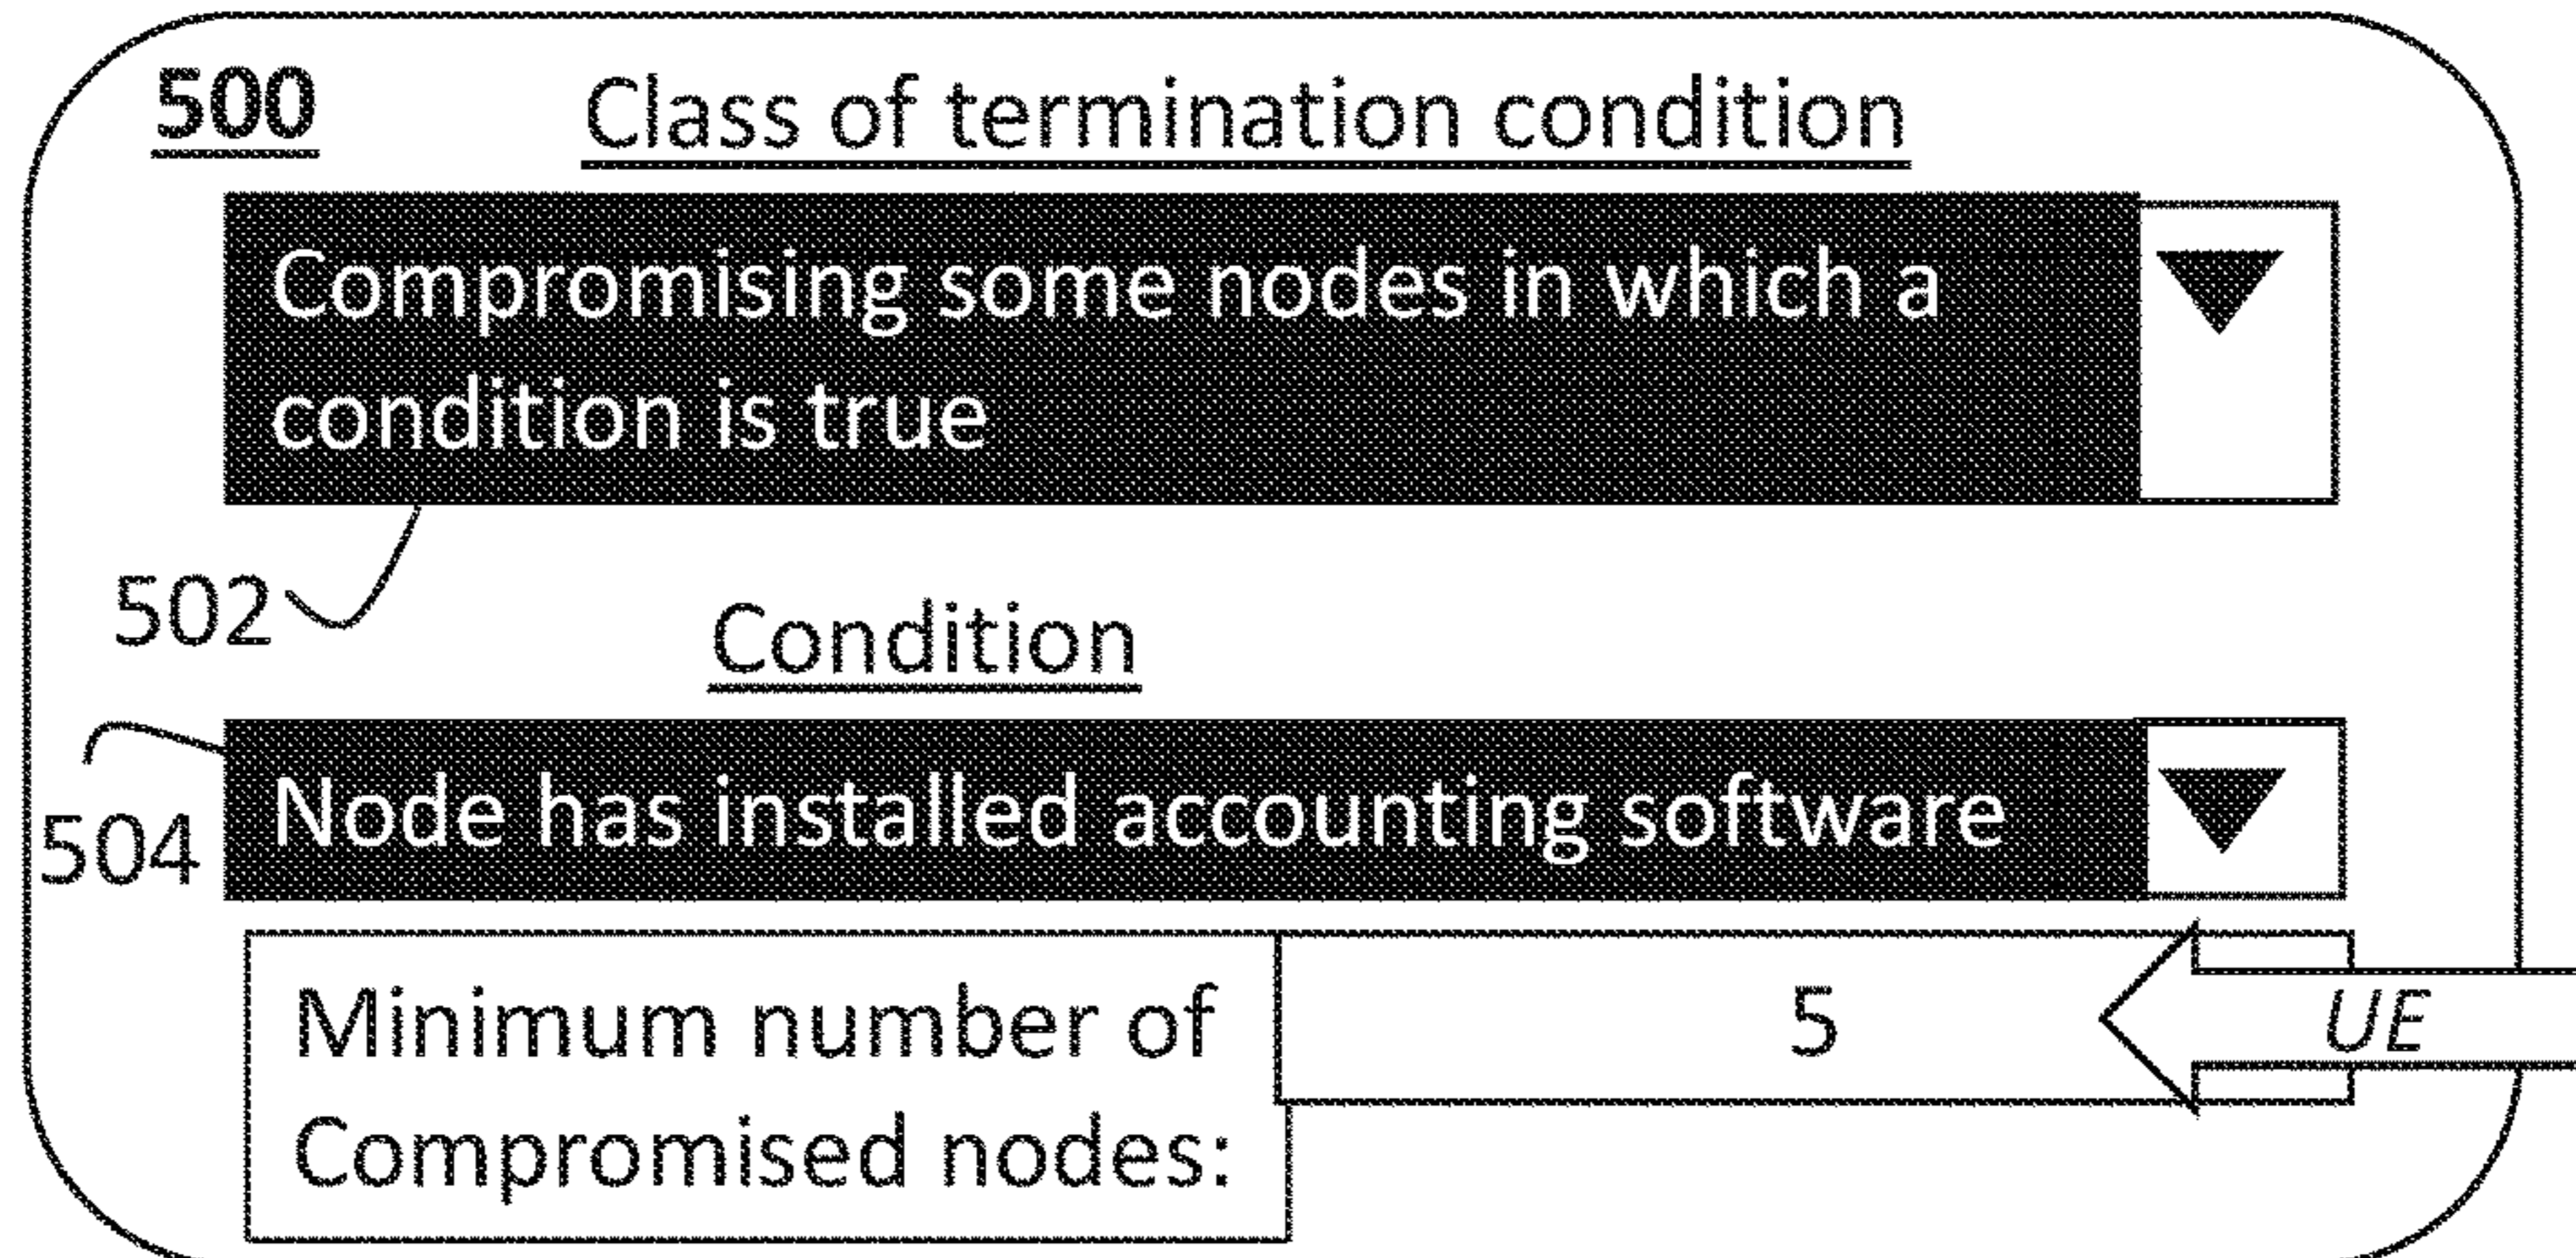 500 Class of termination condition
Compromising some nodes in which a
condition is true
502
Condition
504
Node has installed accounting software
Minimum number of
Compromised nodes:
5
UE